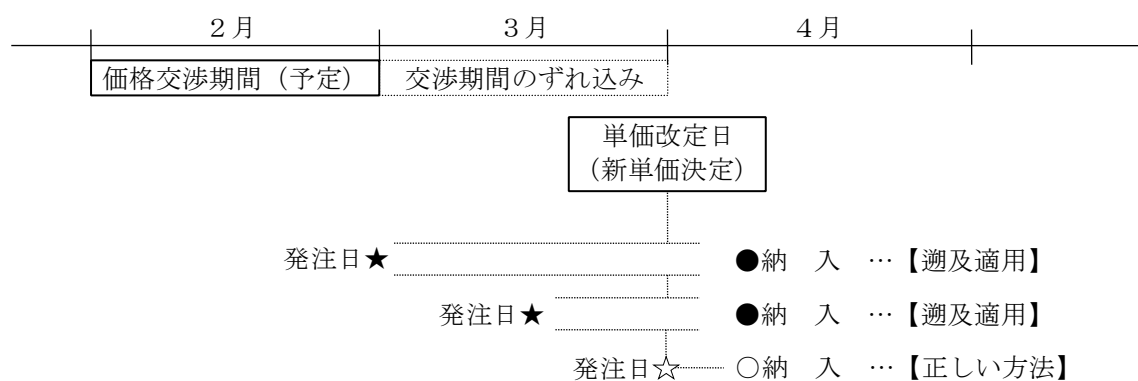 ２月 ３月 ４月
価格交渉期間（予定） 交渉期間のずれ込み
単価改定日
（新単価決定）
発注日★ ●納　入　…【遡及適用】
発注日★ ●納　入　…【遡及適用】
発注日☆ ○納　入　…【正しい方法】